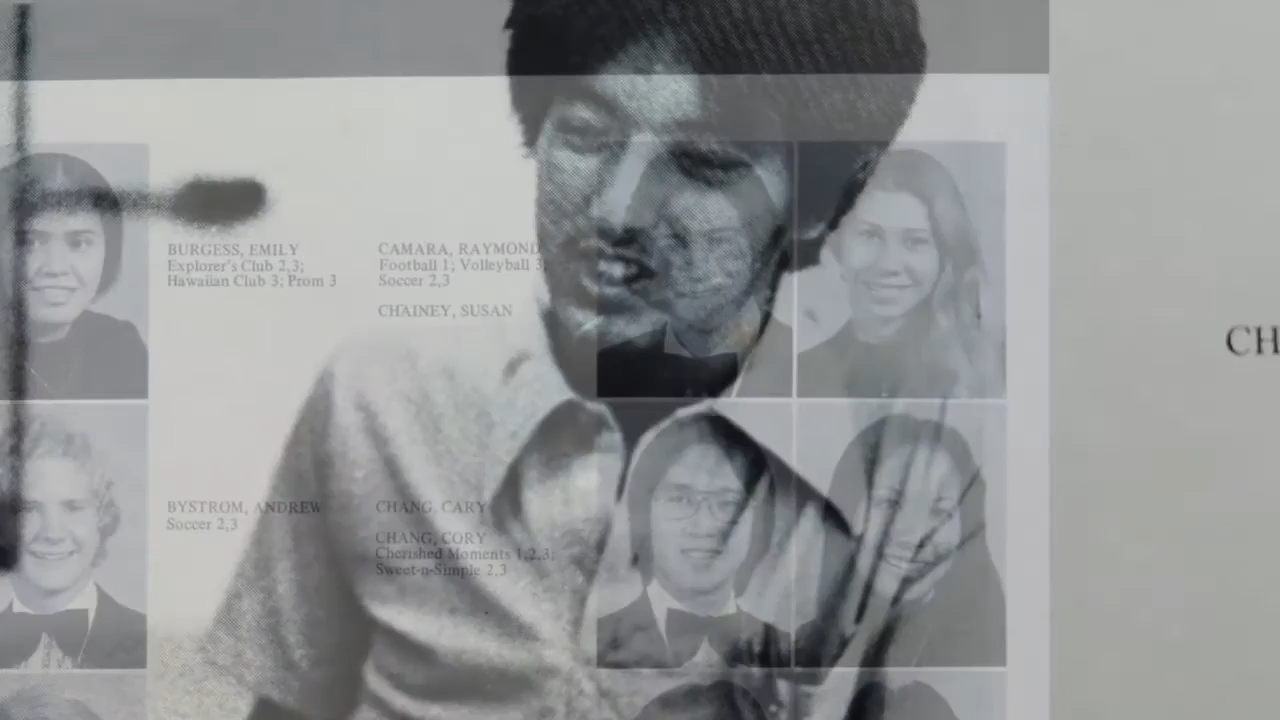 BURGESS, EMILY
Explorer's Club 2,3;
Hawaiian Club 3; Prom 3
CAMARA, RAYMOND
Football 1; Volleyball 3;
Soccer 2,3
CHAINEY, SUSAN
BYSTROM, ANDREW
Soccer 2,3
CHANG, CARY
CHANG, CORY
Cherished Moments 1,2,3;
Sweet-n-Simple 2,3
CH